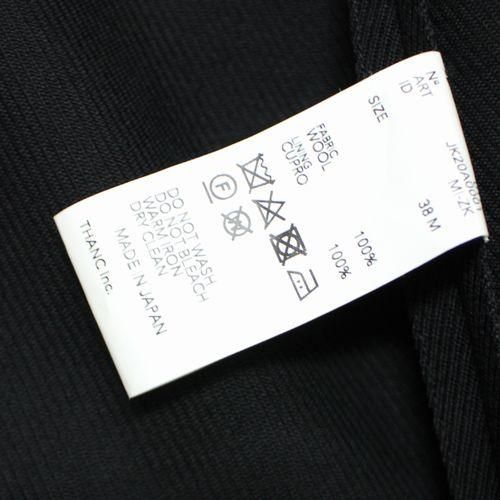 Nº
ART JK20A0001
ID M-ZK
SIZE 38 M
FABRIC
WOOL 100%
LINING
CUPRO 100%
F
DO NOT WASH
DO NOT BLEACH
WARM IRON
DRY CLEAN
MADE IN JAPAN
THANC Inc.